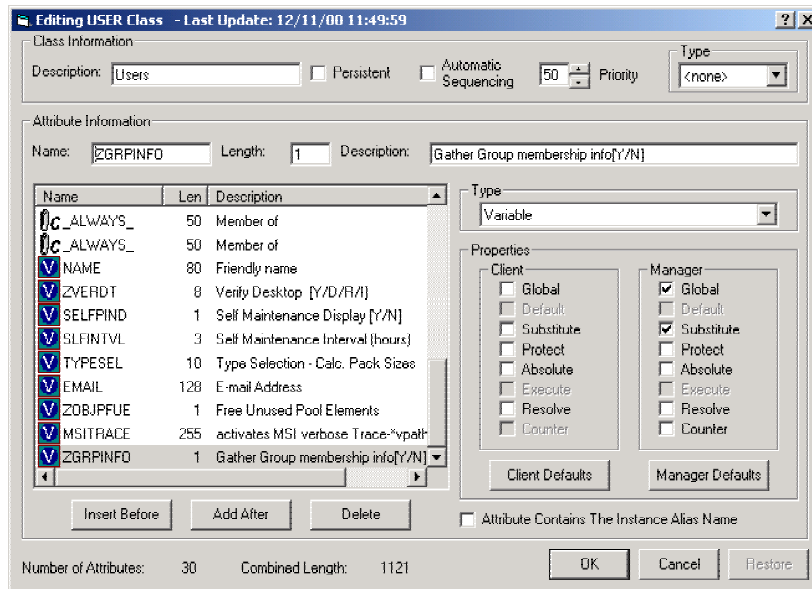 Editing USER Class - Last Update: 12/11/00 11:49:59
Class Information
Description: Users
Persistent
Automatic Sequencing
50 Priority
Type
<none>
Attribute Information
Name: ZGRPINFO Length: 1 Description: Gather Group membership info[Y/N]
Name Len Description
_ALWAYS_ 50 Member of
_ALWAYS_ 50 Member of
NAME 80 Friendly name
ZVERDT 8 Verify Desktop [Y/D/R/I]
SELFPIND 1 Self Maintenance Display [Y/N]
SLFINTVL 3 Self Maintenance Interval (hours)
TYPESEL 10 Type Selection - Calc. Pack Sizes
EMAIL 128 E-mail Address
ZOBJPFUE 1 Free Unused Pool Elements
MSITRACE 255 activates MSI verbose Trace-*vpath
ZGRPINFO 1 Gather Group membership info[Y/N]
Insert Before Add After Delete
Type
Variable
Properties
Client
Global
Default
Substitute
Protect
Absolute
Execute
Resolve
Counter
Client Defaults
Manager
Global
Default
Substitute
Protect
Absolute
Execute
Resolve
Counter
Manager Defaults
Attribute Contains The Instance Alias Name
Number of Attributes: 30 Combined Length: 1121
OK Cancel Restore